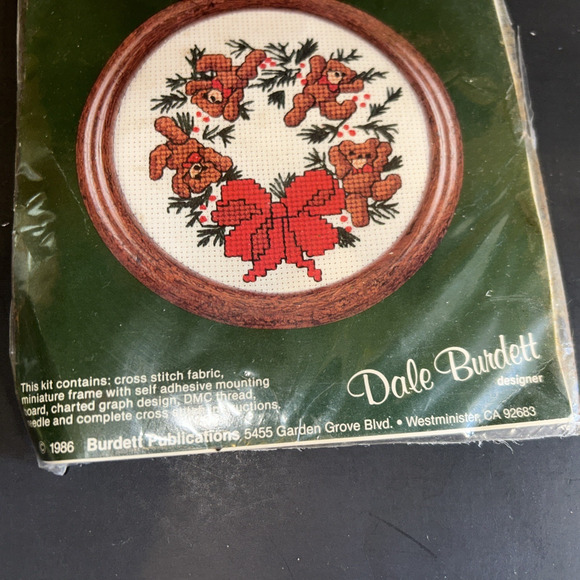 This kit contains: cross stitch fabric,
miniature frame with self adhesive mounting
board, charted graph design, DMC thread,
needle and complete cross stitch instructions.
Dale Burdett
designer
© 1986 Burdett Publications 5455 Garden Grove Blvd. • Westminister, CA 92683